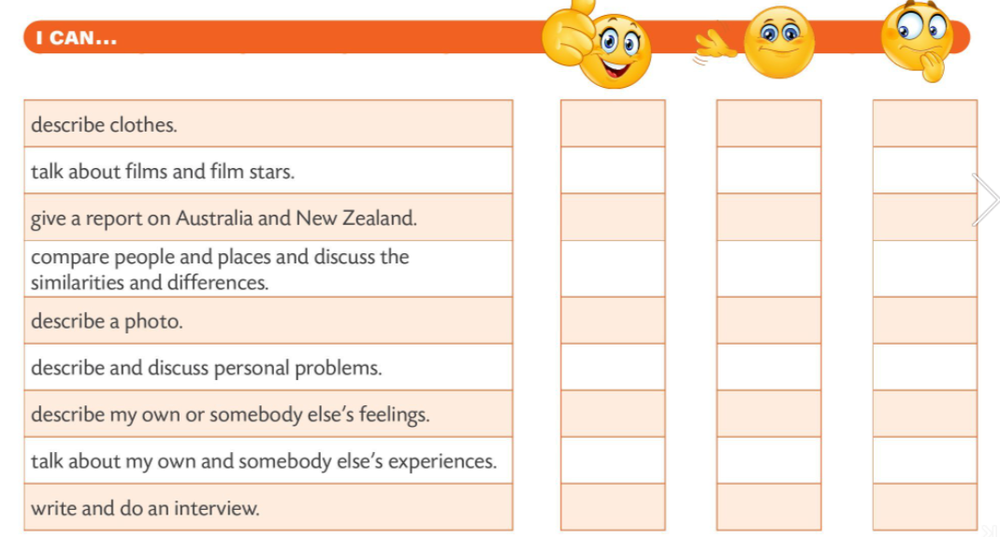 I CAN...
describe clothes.
talk about films and film stars.
give a report on Australia and New Zealand.
compare people and places and discuss the
similarities and differences.
describe a photo.
describe and discuss personal problems.
describe my own or somebody else’s feelings.
talk about my own and somebody else’s experiences.
write and do an interview.